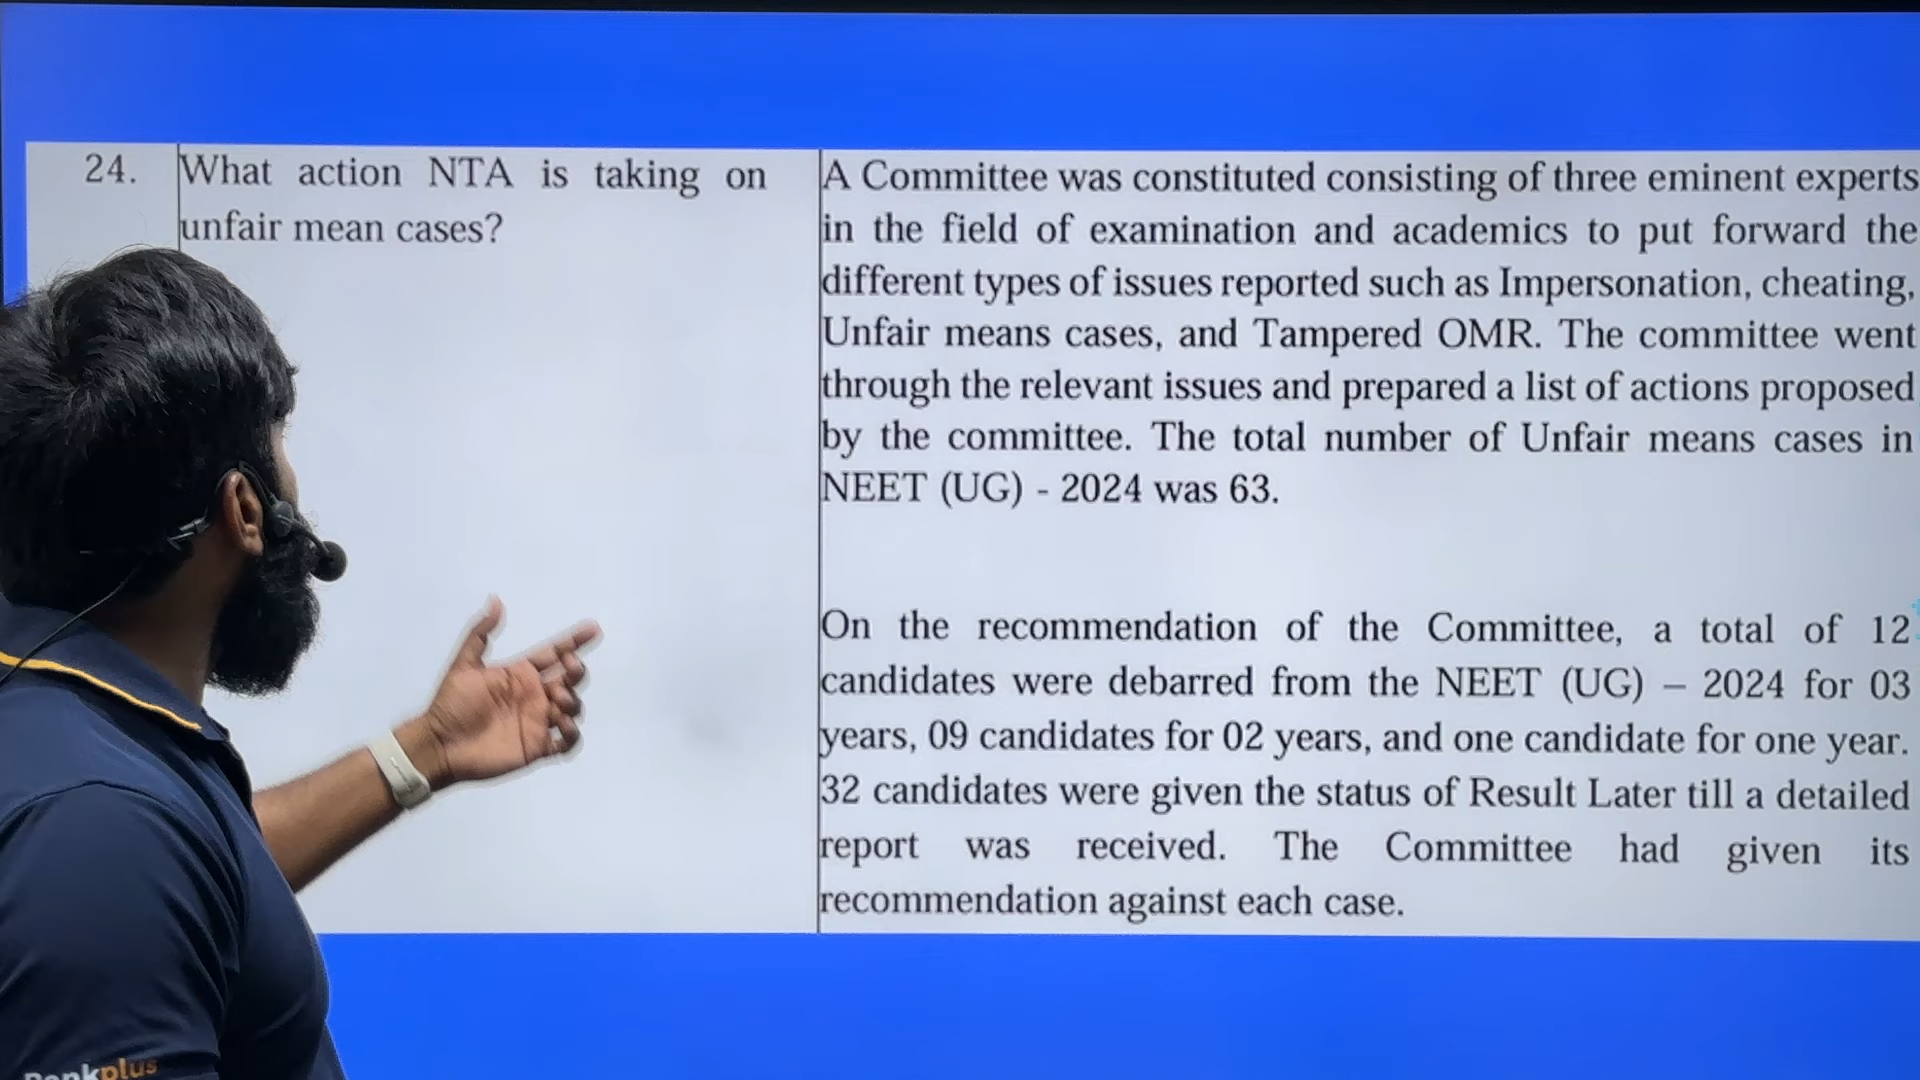 24. What action NTA is taking on
unfair mean cases?
A Committee was constituted consisting of three eminent experts
in the field of examination and academics to put forward the
different types of issues reported such as Impersonation, cheating,
Unfair means cases, and Tampered OMR. The committee went
through the relevant issues and prepared a list of actions proposed
by the committee. The total number of Unfair means cases in
NEET (UG) - 2024 was 63.
On the recommendation of the Committee, a total of 12
candidates were debarred from the NEET (UG) – 2024 for 03
years, 09 candidates for 02 years, and one candidate for one year.
32 candidates were given the status of Result Later till a detailed
report was received. The Committee had given its
recommendation against each case.
Rankplus